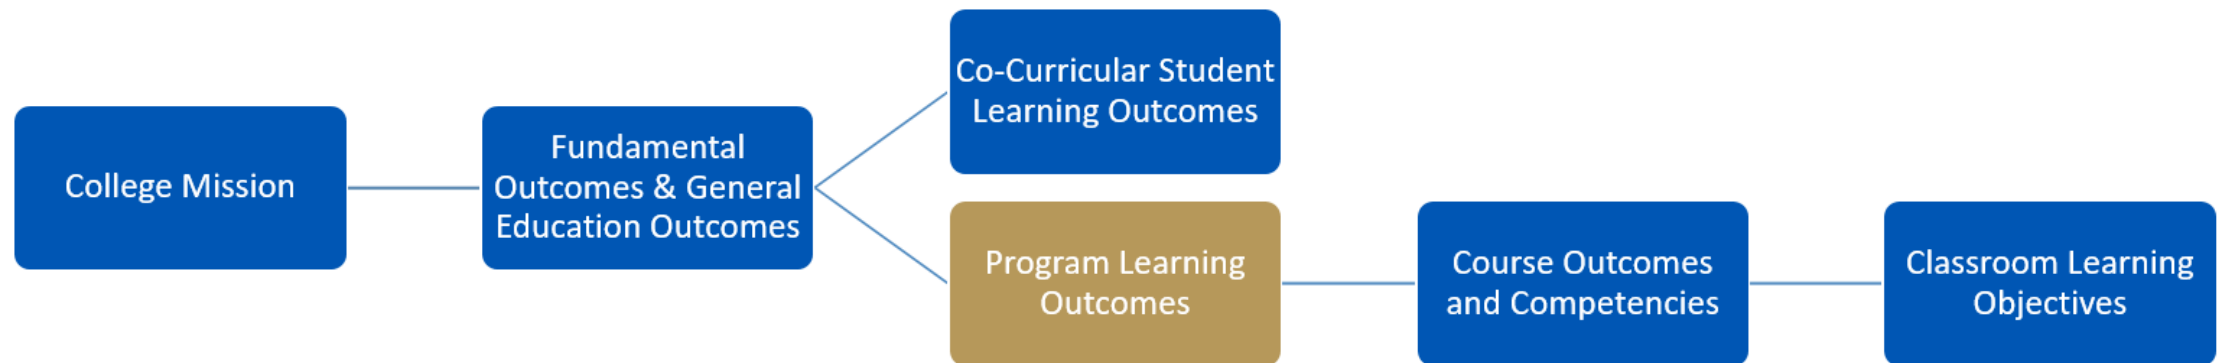 College Mission
Fundamental
Outcomes & General
Education Outcomes
Co-Curricular Student
Learning Outcomes
Program Learning
Outcomes
Course Outcomes
and Competencies
Classroom Learning
Objectives